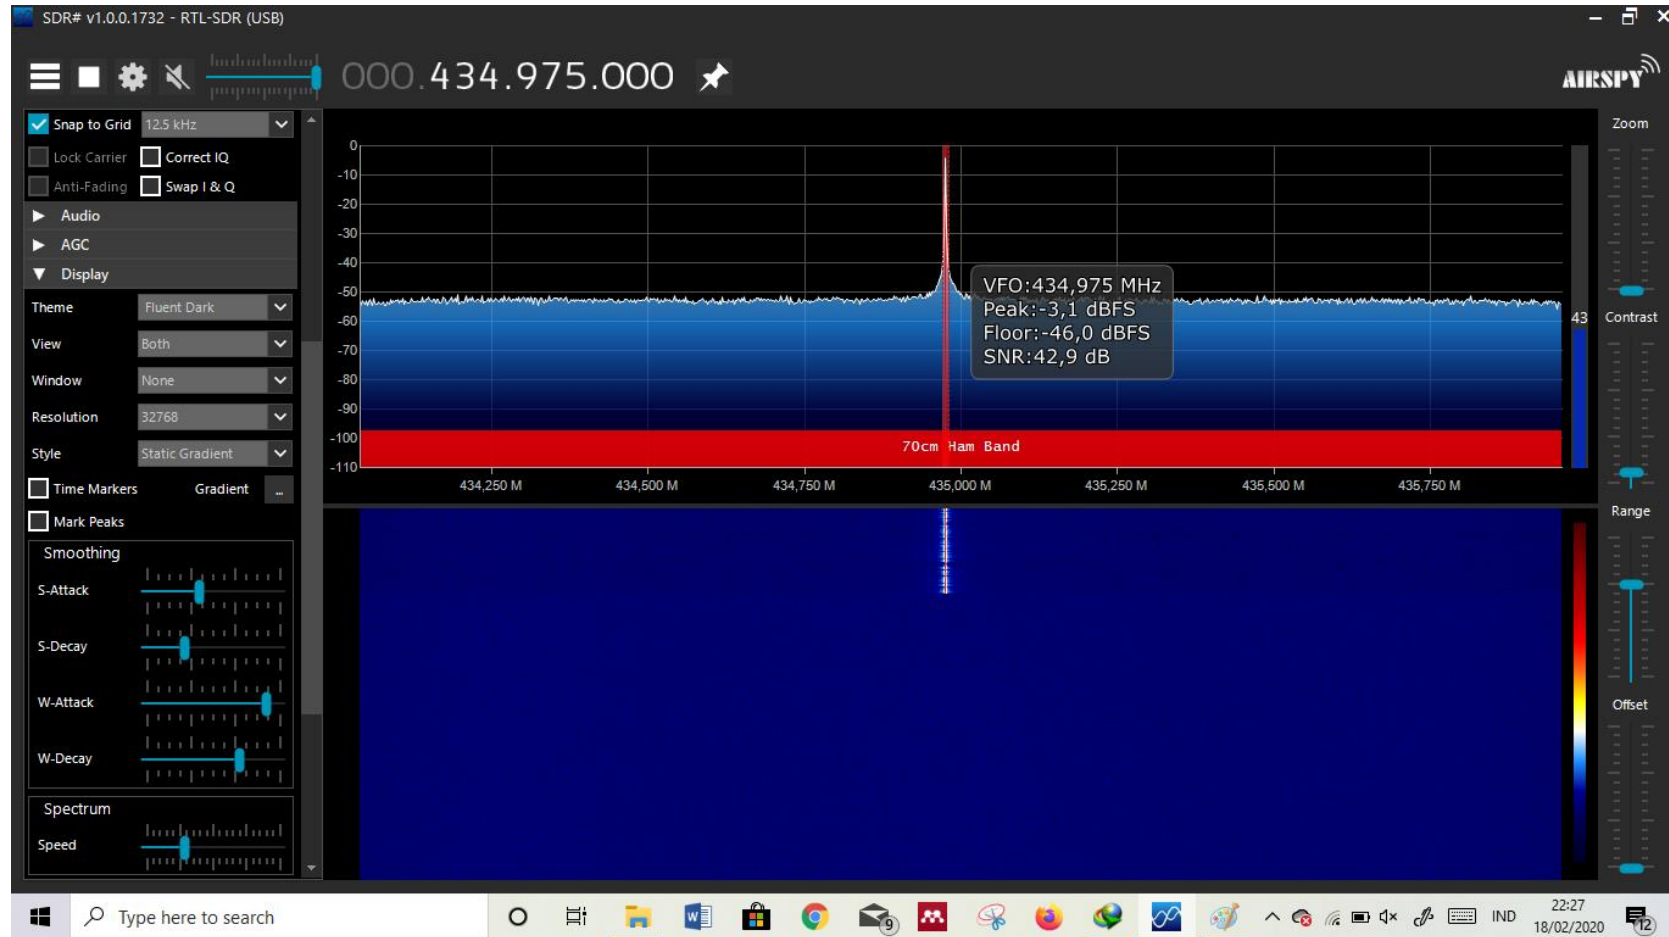 SDR# v1.0.0.1732 - RTL-SDR (USB)
000.434.975.000
AIRSPY
Snap to Grid 12.5 kHz
Lock Carrier Correct IQ
Anti-Fading Swap I & Q
Audio
AGC
Display
Theme Fluent Dark
View Both
Window None
Resolution 32768
Style Static Gradient
Time Markers Gradient ...
Mark Peaks
Smoothing
S-Attack
S-Decay
W-Attack
W-Decay
Spectrum
Speed
0
-10
-20
-30
-40
-50
-60
-70
-80
-90
-100
-110
VFO:434,975 MHz
Peak:-3,1 dBFS
Floor:-46,0 dBFS
SNR:42,9 dB
43
70cm Ham Band
434,250 M 434,500 M 434,750 M 435,000 M 435,250 M 435,500 M 435,750 M
Zoom
Contrast
Range
Offset
Type here to search
W
9
IND
22:27
18/02/2020
12